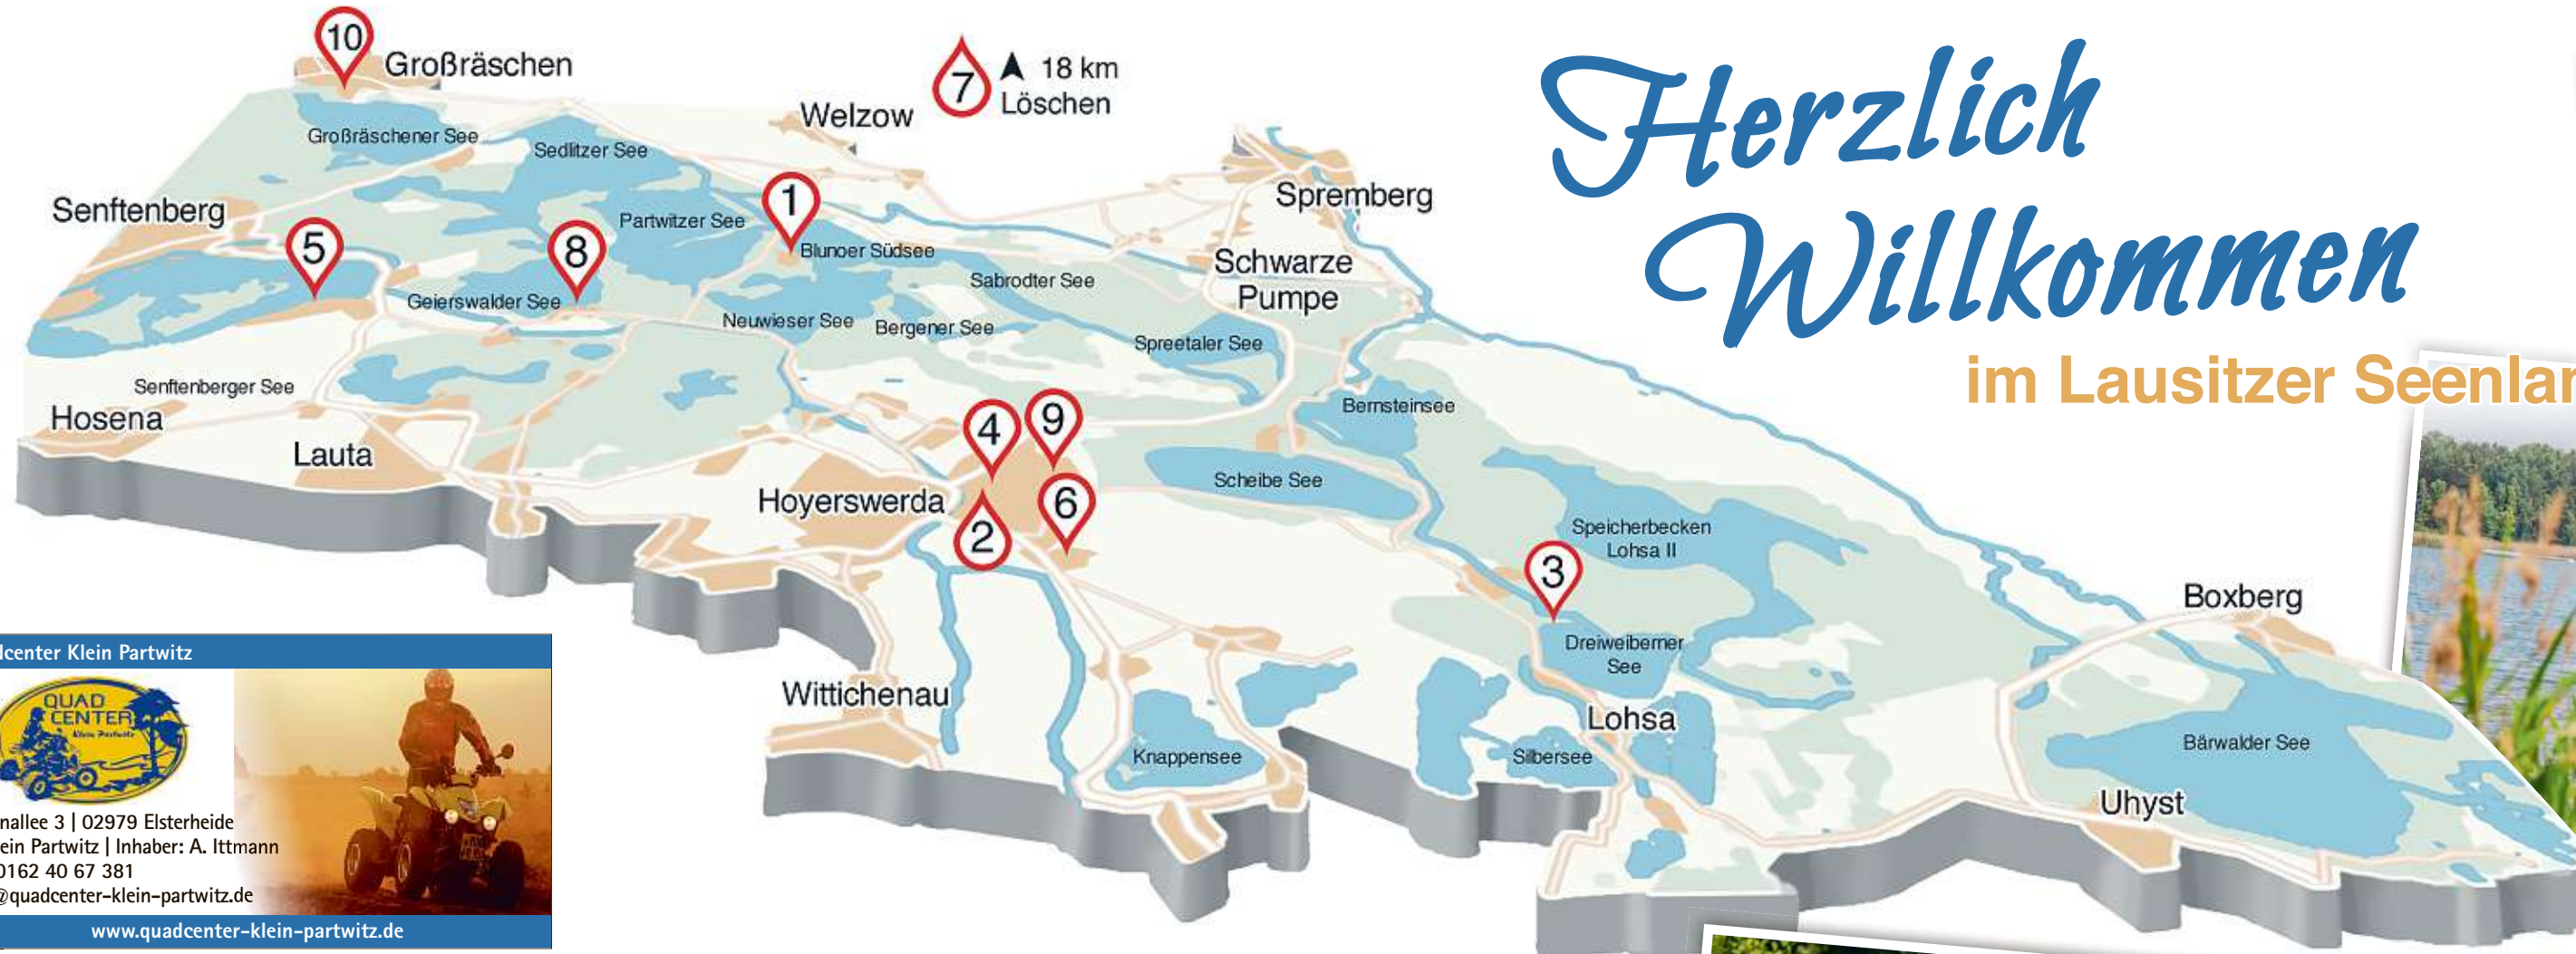 10
Großräschen
7
18 km
Löschen
Welzow
Großräschener See
Sedlitzer See
Senftenberg
5
8
Partwitzer See
1
Blunoer Südsee
Sabrodter See
Spremberg
Schwarze
Pumpe
Geierswalder See
Neuwieser See
Bergener See
Spreetaler See
Senftenberger See
Hosena
Lauta
Bernsteinsee
4
9
Hoyerswerda
6
2
Scheibe See
Speicherbecken
Lohsa II
3
Dreiweiberner
See
Boxberg
Wittichenau
Lohsa
Knappensee
Silbersee
Bärwalder See
Uhyst
Herzlich
Willkommen
im Lausitzer Seenlan
dcenter Klein Partwitz
QUAD
CENTER
Klein Partwitz
nallee 3 | 02979 Elsterheide
ein Partwitz | Inhaber: A. Ittmann
0162 40 67 381
@quadcenter-klein-partwitz.de
www.quadcenter-klein-partwitz.de